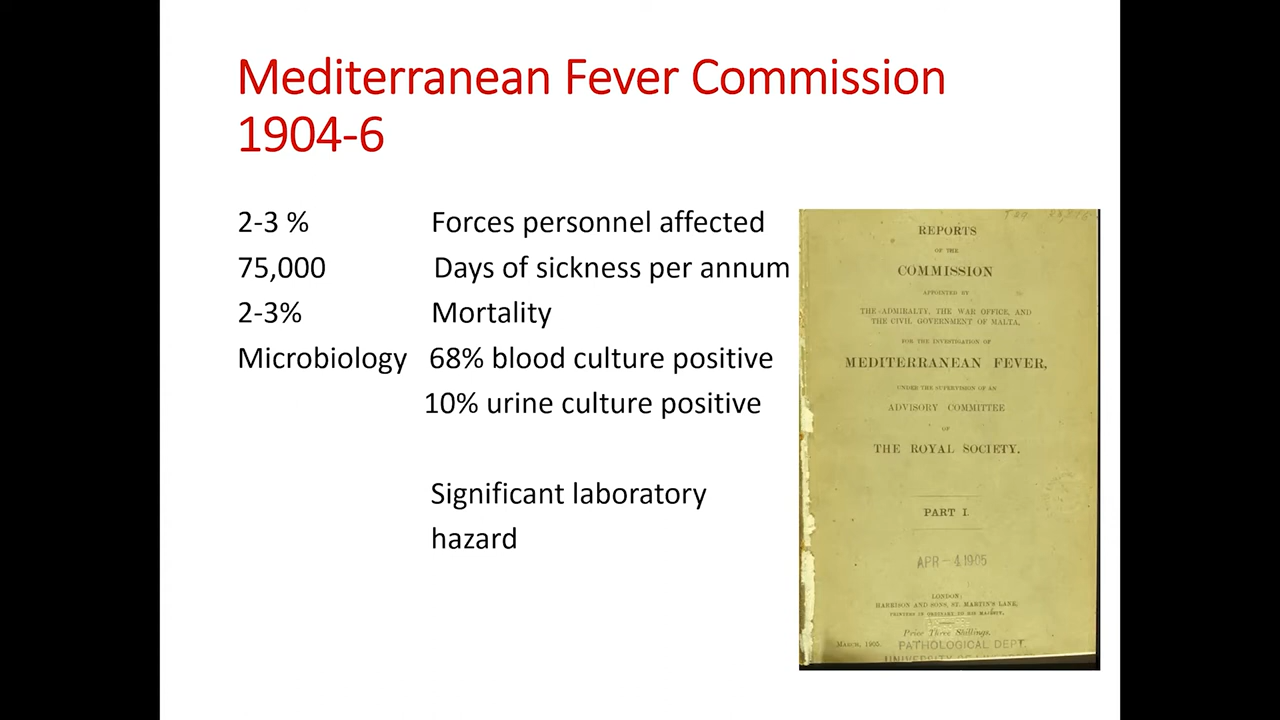 Mediterranean Fever Commission
1904-6
2-3 % Forces personnel affected
75,000 Days of sickness per annum
2-3% Mortality
Microbiology 68% blood culture positive
10% urine culture positive
Significant laboratory
hazard
REPORTS
OF THE
COMMISSION
APPOINTED BY
THE ADMIRALTY, THE WAR OFFICE, AND
THE CIVIL GOVERNMENT OF MALTA,
FOR THE INVESTIGATION OF
MEDITERRANEAN FEVER,
UNDER THE SUPERVISION OF AN
ADVISORY COMMITTEE
OF
THE ROYAL SOCIETY.
PART I.
APR - 4 1905
LONDON:
HARRISON AND SONS, ST. MARTIN'S LANE,
PRINTERS IN ORDINARY TO HIS MAJESTY,
Price Three Shillings.
MARCH, 1905.
PATHOLOGICAL DEPT.